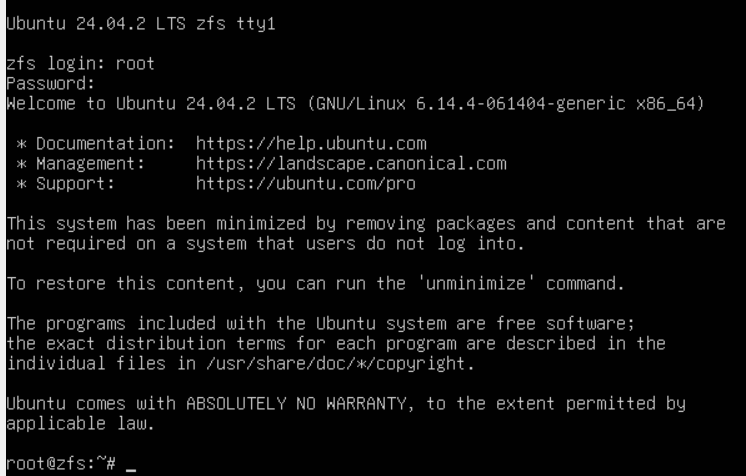 Ubuntu 24.04.2 LTS zfs tty1
zfs login: root
Password:
Welcome to Ubuntu 24.04.2 LTS (GNU/Linux 6.14.4-061404-generic x86_64)
* Documentation: https://help.ubuntu.com
* Management: https://landscape.canonical.com
* Support: https://ubuntu.com/pro
This system has been minimized by removing packages and content that are
not required on a system that users do not log into.
To restore this content, you can run the 'unminimize' command.
The programs included with the Ubuntu system are free software;
the exact distribution terms for each program are described in the
individual files in /usr/share/doc/*/copyright.
Ubuntu comes with ABSOLUTELY NO WARRANTY, to the extent permitted by
applicable law.
root@zfs:~# _